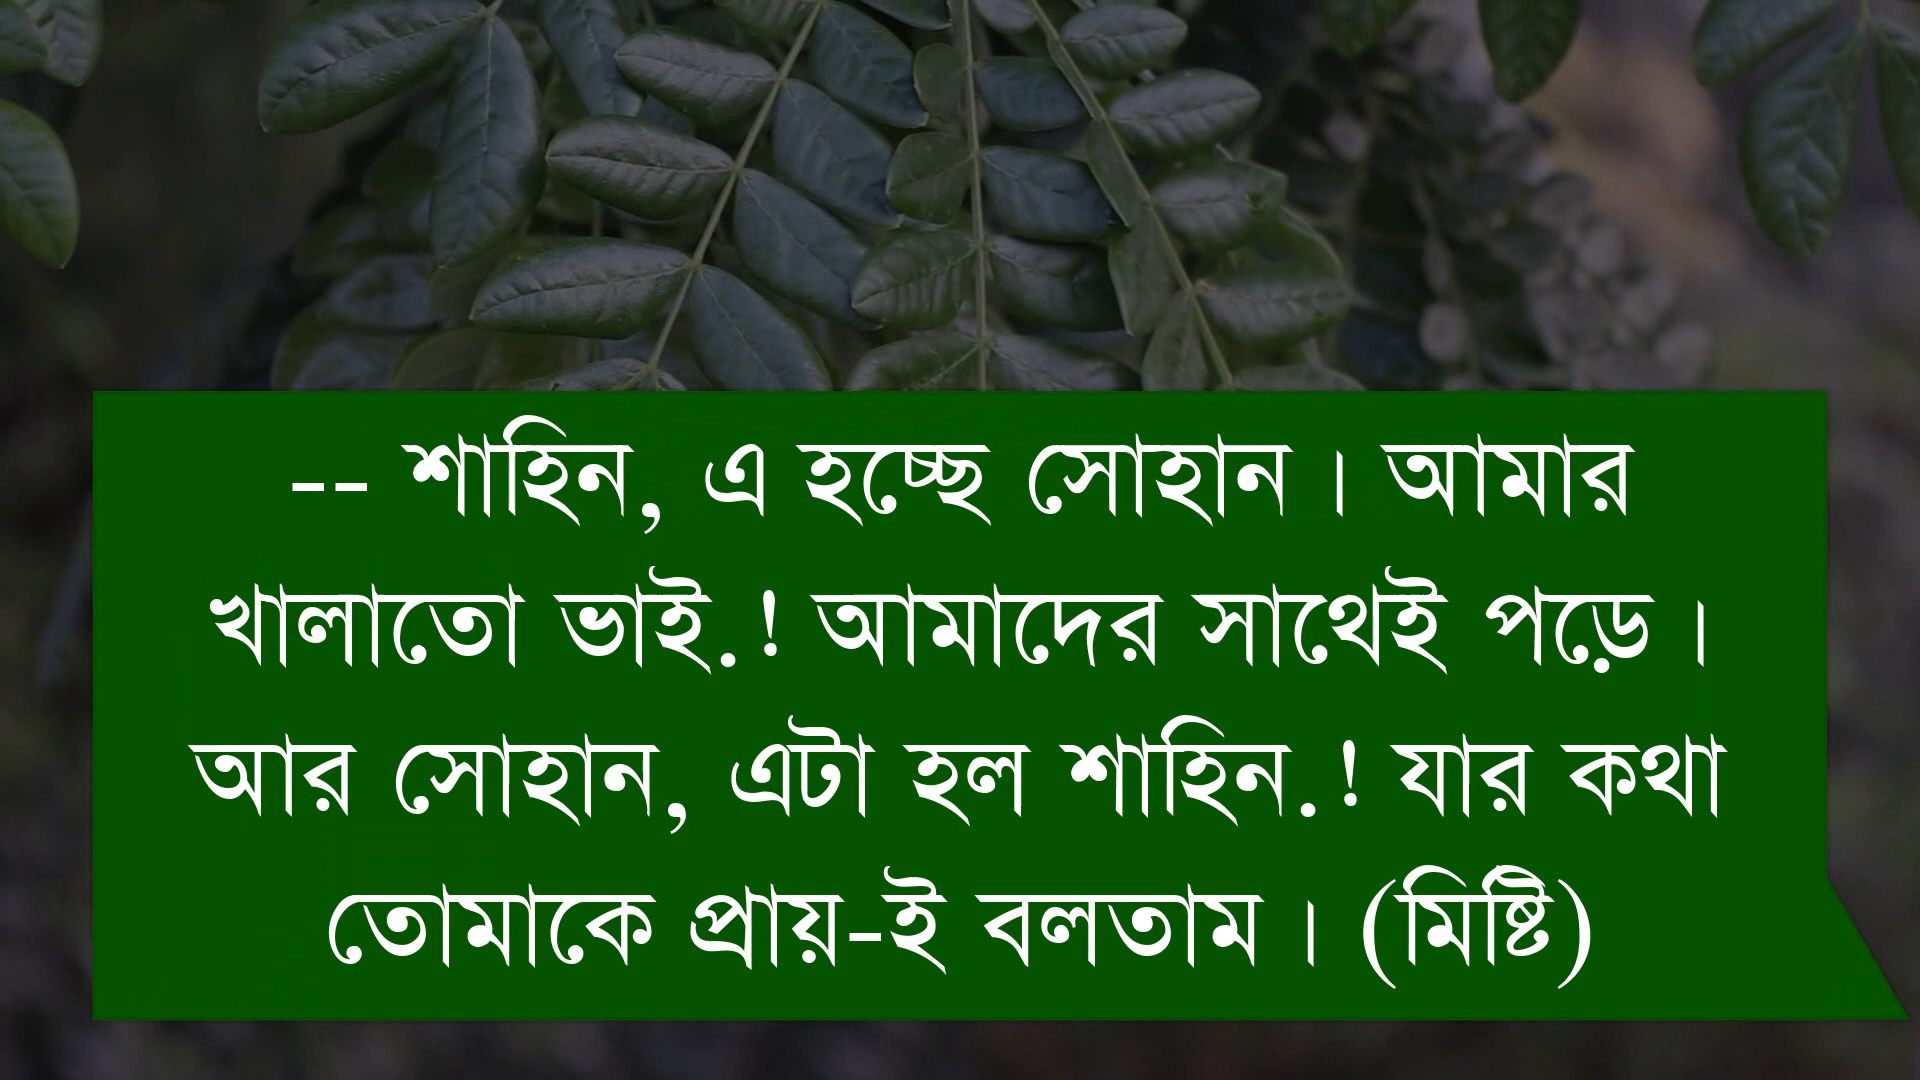 -- শাহিন, এ হচ্ছে সোহান। আমার
খালাতো ভাই.! আমাদের সাথেই পড়ে।
আর সোহান, এটা হল শাহিন.! যার কথা
তোমাকে প্রায়-ই বলতাম। (মিষ্টি)